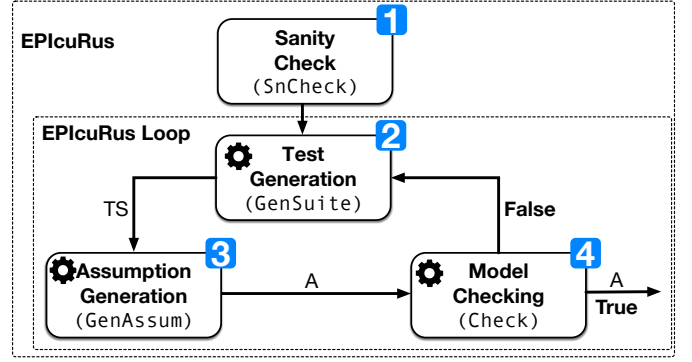 EPIcuRus
1
Sanity
Check
(SnCheck)
EPIcuRus Loop
2
Test
Generation
(GenSuite)
TS
False
3
Assumption
Generation
(GenAssum)
A
4
Model
Checking
(Check)
A
True